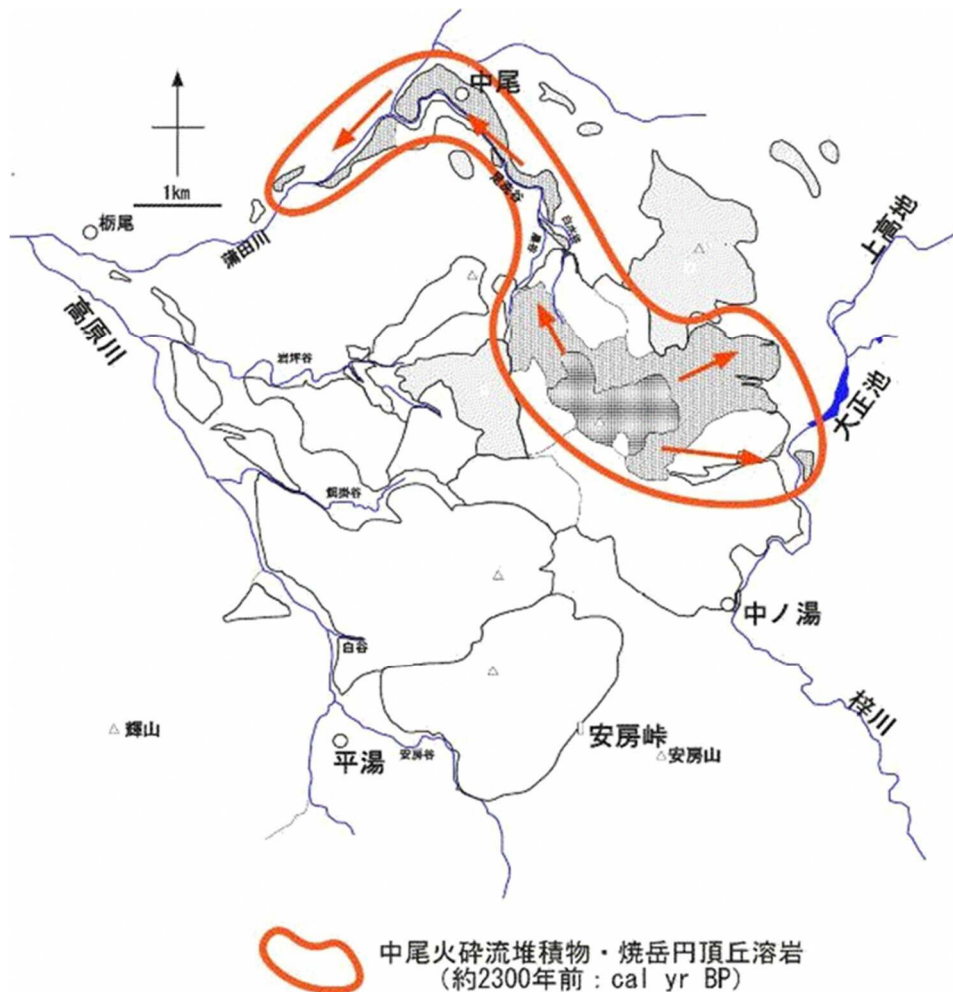 中尾
1km
栃尾
蒲田川
上高地
高原川
岩坪谷
大正池
中ノ湯
白谷
輝山
平湯
安房谷
安房峠
安房山
梓川
中尾火砕流堆積物・焼岳円頂丘溶岩
(約2300年前：cal yr BP)